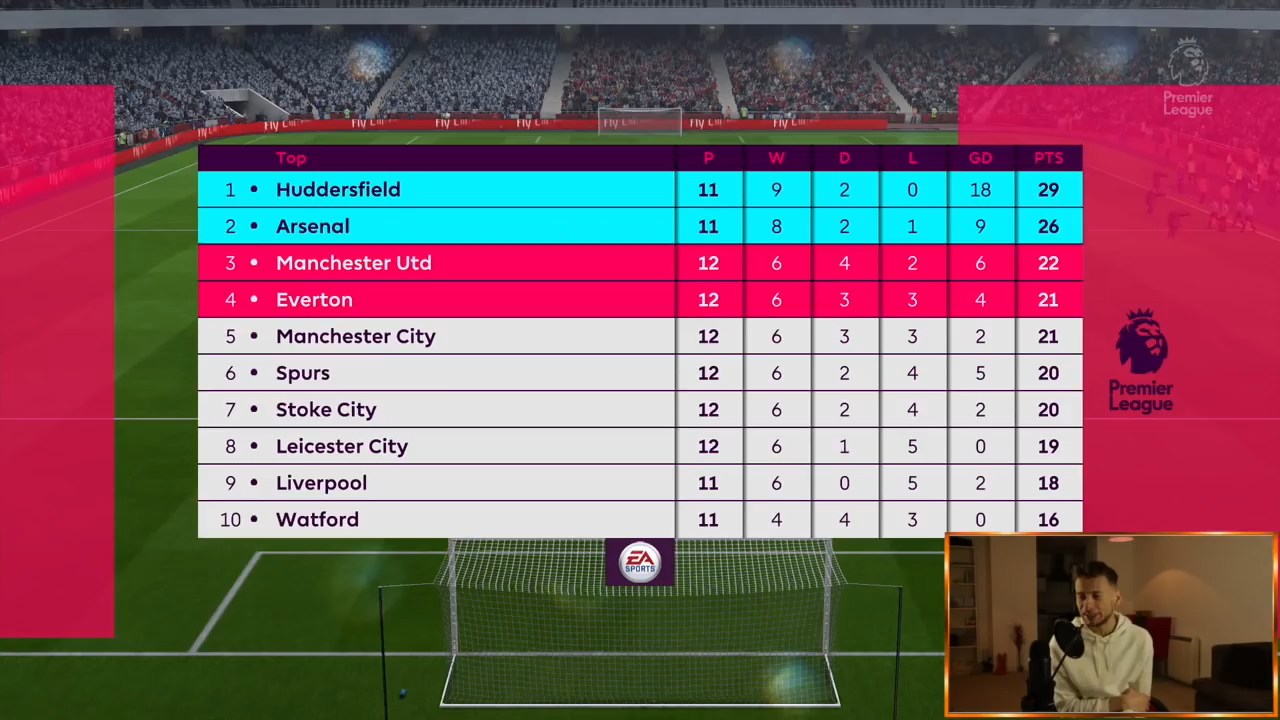 Premier
League
Fly Em
Top P W D L GD PTS
1 • Huddersfield 11 9 2 0 18 29
2 • Arsenal 11 8 2 1 9 26
3 • Manchester Utd 12 6 4 2 6 22
4 • Everton 12 6 3 3 4 21
5 • Manchester City 12 6 3 3 2 21
6 • Spurs 12 6 2 4 5 20
7 • Stoke City 12 6 2 4 2 20
8 • Leicester City 12 6 1 5 0 19
9 • Liverpool 11 6 0 5 2 18
10 • Watford 11 4 4 3 0 16
Premier
League
EA
SPORTS